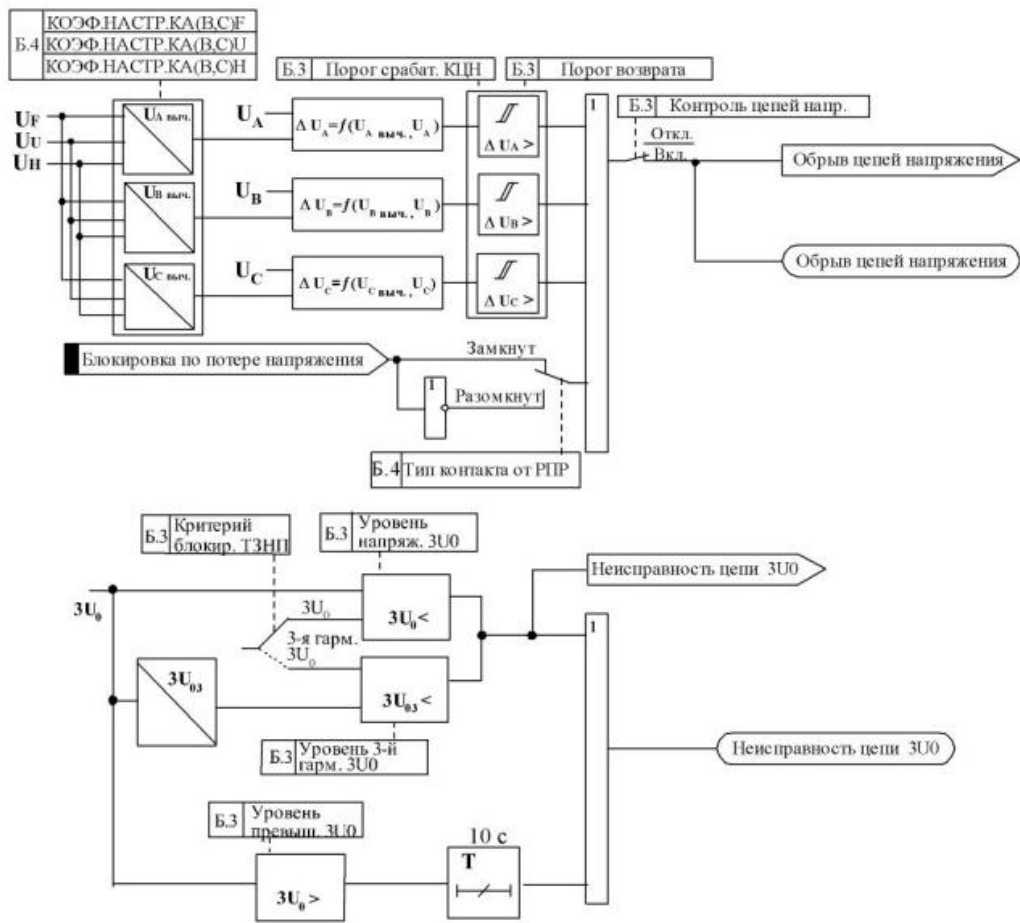 Б.4
КОЭФ.НАСТР.КА(В,С)F
КОЭФ.НАСТР.КА(В,С)U
КОЭФ.НАСТР.КА(В,С)Н
Б.3 Порог срабат. КЦН
Б.3 Порог возврата
Б.3 Контроль цепей напр.
UF
UU
UН
UA выч.
UB выч.
UC выч.
UA
UB
UC
Δ UA=f(UA выч., UA)
Δ UB=f(UB выч., UB)
Δ UC=f(UC выч., UC)
Δ UA >
Δ UB >
Δ UC >
1
Откл.
Вкл.
Обрыв цепей напряжения
Обрыв цепей напряжения
Блокировка по потере напряжения
Замкнут
1
Разомкнут
Б.4 Тип контакта от РПР
Б.3 Критерий
блокир. ТЗНП
Б.3 Уровень
напряж. 3U0
3U0
3U0
3-я гарм.
3U0
3U0 <
3U03
3U03 <
Б.3 Уровень 3-й
гарм. 3U0
Неисправность цепи 3U0
1
Неисправность цепи 3U0
Б.3 Уровень
превыш. 3U0
3U0 >
10 с
Т